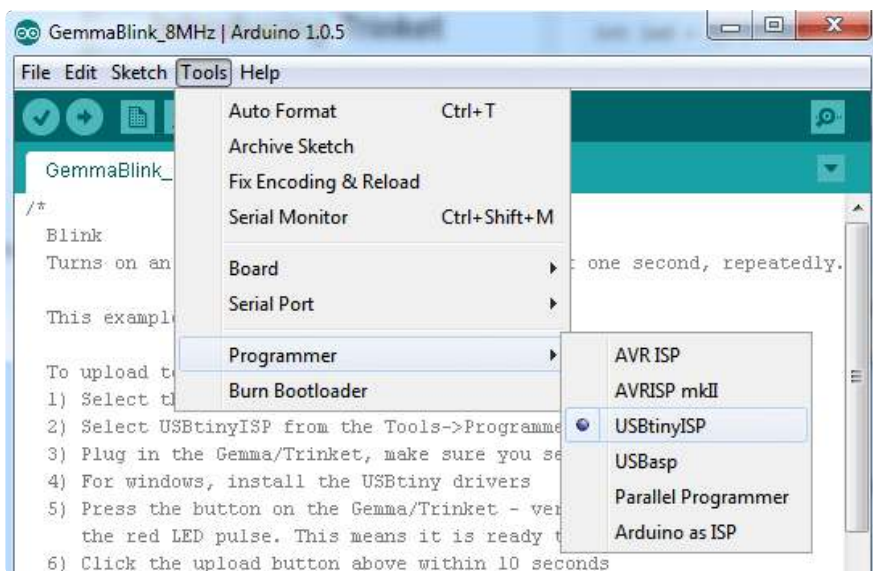 GemmaBlink_8MHz | Arduino 1.0.5
File Edit Sketch Tools Help
Auto Format Ctrl+T
Archive Sketch
Fix Encoding & Reload
Serial Monitor Ctrl+Shift+M
Board
Serial Port
Programmer
Burn Bootloader
AVR ISP
AVRISP mkII
USBtinyISP
USBasp
Parallel Programmer
Arduino as ISP
GemmaBlink_
/*
Blink
Turns on an one second, repeatedly.
This
To upload
1) Select
2) Select USBtinyISP from the
3) Plug in the Gemma/Trinket, make sure you
4) For windows, install the USBtiny drivers
5) Press the button on the Gemma/Trinket -
the red LED pulse. This means it is ready
6) Click the upload button above within 10 seconds